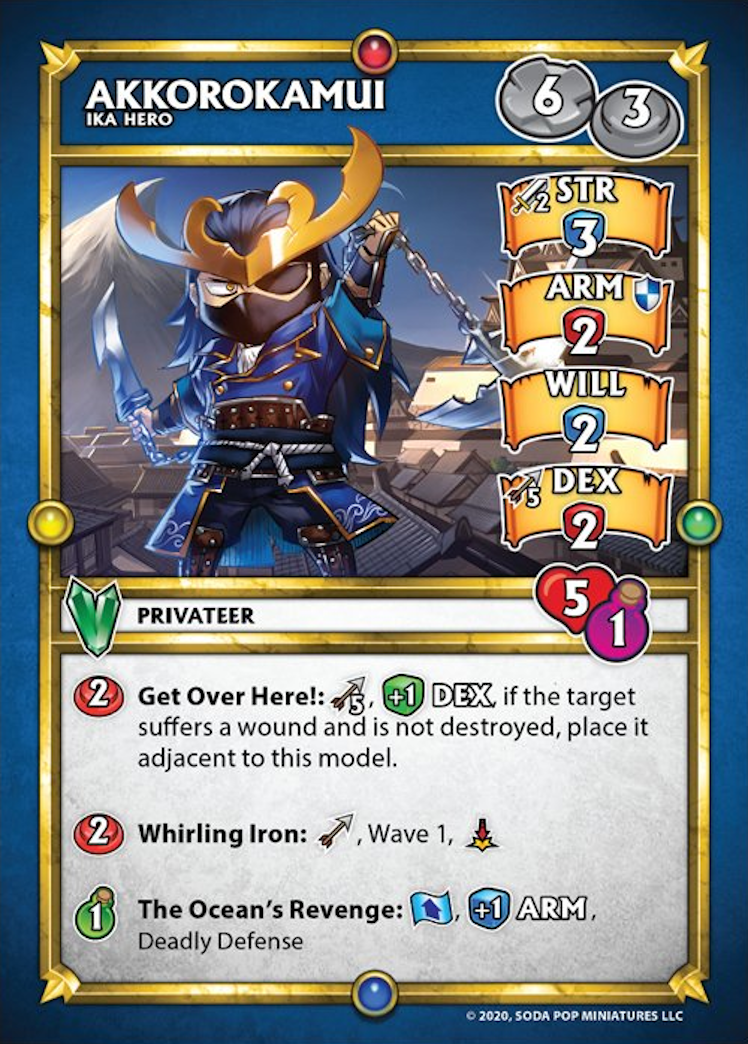 AKKOROKAMUI
IKA HERO
6 3
2 STR
3
ARM
2
WILL
2
5 DEX
2
5
1
PRIVATEER
2 Get Over Here!: 5, +1 DEX, if the target
suffers a wound and is not destroyed, place it
adjacent to this model.
2 Whirling Iron: , Wave 1,
1 The Ocean's Revenge: , +1 ARM,
Deadly Defense
© 2020, SODA POP MINIATURES LLC